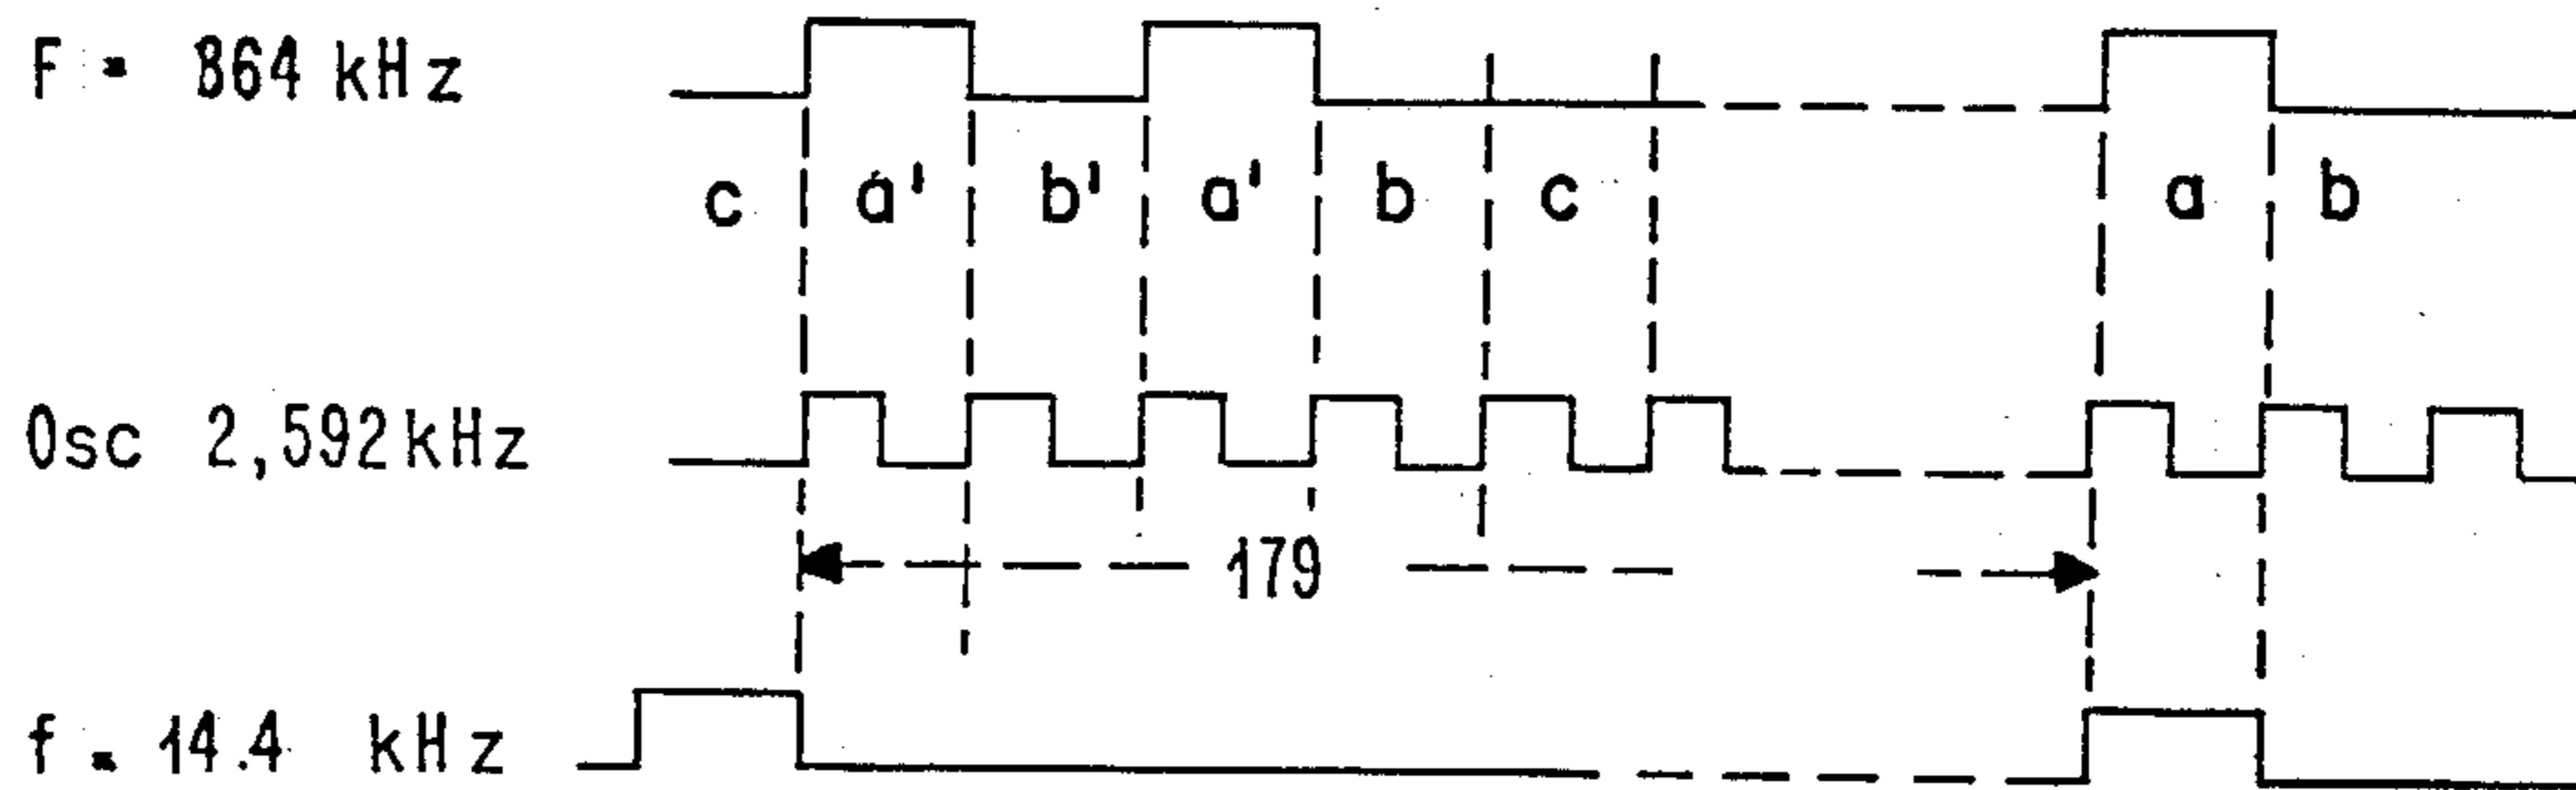 F = 864 kHz
c a' b' a' b c a b
Osc 2,592 kHz
179
f = 14.4 kHz